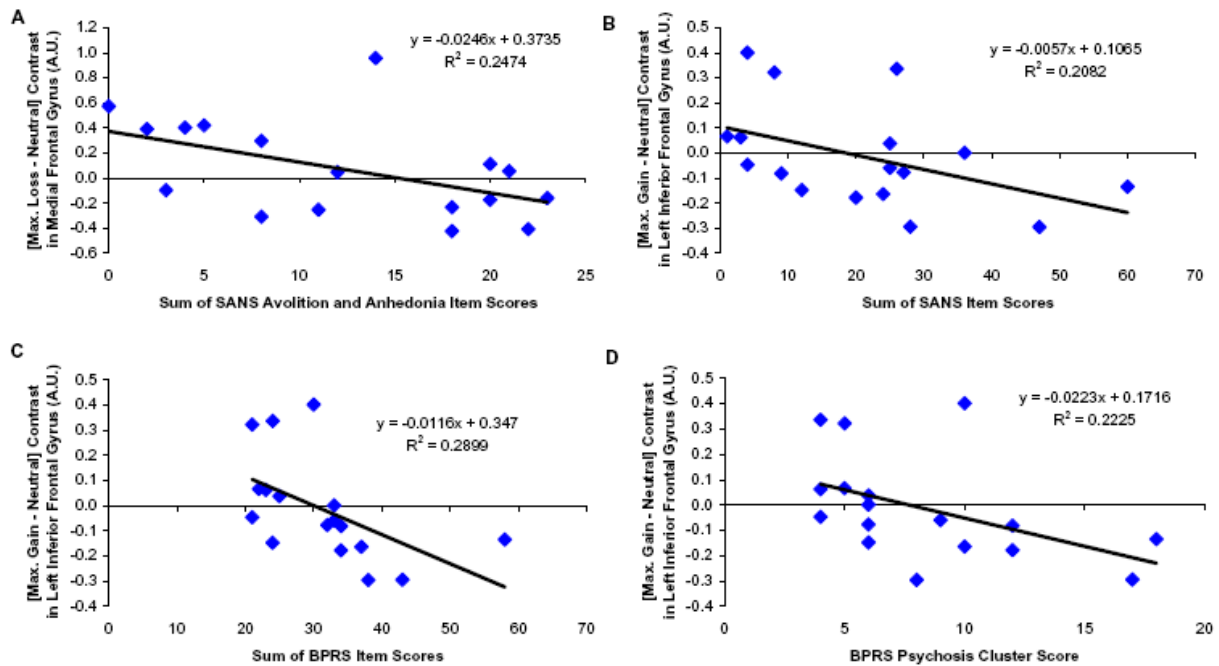 A
[Max. Loss - Neutral] Contrast
in Medial Frontal Gyrus (A.U.)
1.2
1.0
0.8
0.6
0.4
0.2
0.0
-0.2
-0.4
-0.6
y = -0.0246x + 0.3735
R² = 0.2474
0 5 10 15 20 25
Sum of SANS Avolition and Anhedonia Item Scores
B
[Max. Gain - Neutral] Contrast
in Left Inferior Frontal Gyrus (A.U.)
0.5
0.4
0.3
0.2
0.1
0.0
-0.1
-0.2
-0.3
-0.4
y = -0.0057x + 0.1065
R² = 0.2082
0 10 20 30 40 50 60 70
Sum of SANS Item Scores
C
[Max. Gain - Neutral] Contrast
in Left Inferior Frontal Gyrus (A.U.)
0.5
0.4
0.3
0.2
0.1
0.0
-0.1
-0.2
-0.3
-0.4
y = -0.0116x + 0.347
R² = 0.2899
0 10 20 30 40 50 60 70
Sum of BPRS Item Scores
D
[Max. Gain - Neutral] Contrast
in Left Inferior Frontal Gyrus (A.U.)
0.5
0.4
0.3
0.2
0.1
0.0
-0.1
-0.2
-0.3
-0.4
y = -0.0223x + 0.1716
R² = 0.2225
0 5 10 15 20
BPRS Psychosis Cluster Score